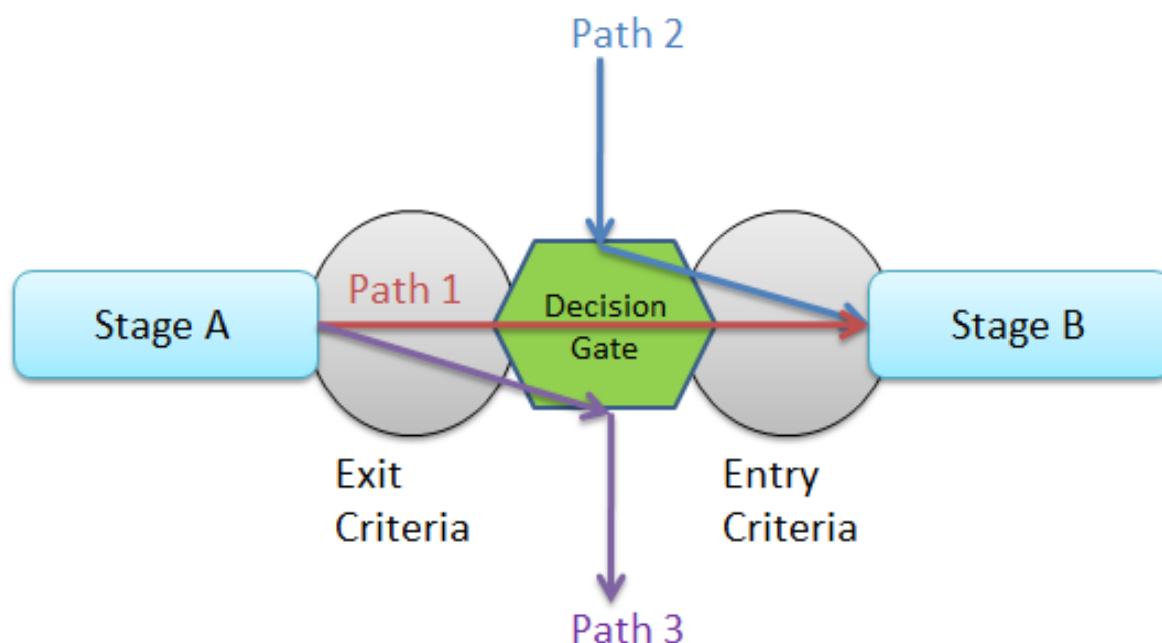 Path 2
Path 1
Stage A
Decision
Gate
Stage B
Exit
Criteria
Entry
Criteria
Path 3